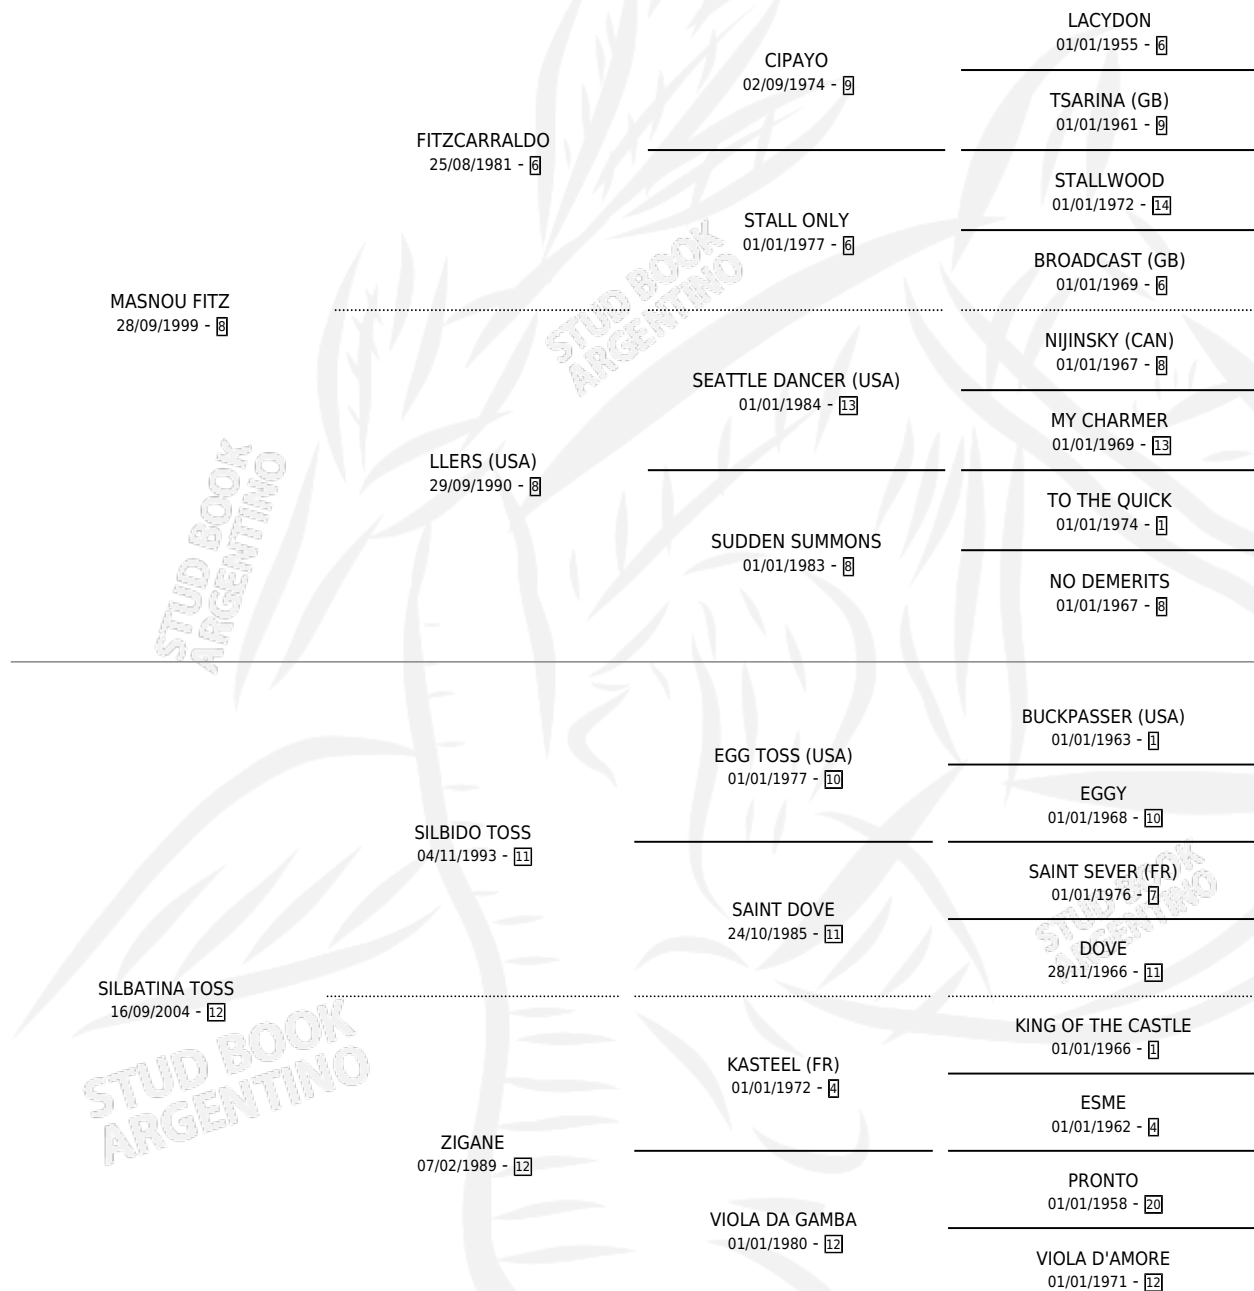 LACYDON
01/01/1955 - 6
CIPAYO
02/09/1974 - 9
TSARINA (GB)
01/01/1961 - 9
FITZCARRALDO
25/08/1981 - 6
STALLWOOD
01/01/1972 - 14
STALL ONLY
01/01/1977 - 6
BROADCAST (GB)
01/01/1969 - 6
MASNOU FITZ
28/09/1999 - 8
STUD BOOK
ARGENTINO
NIJINSKY (CAN)
01/01/1967 - 8
SEATTLE DANCER (USA)
01/01/1984 - 13
MY CHARMER
01/01/1969 - 13
LLERS (USA)
29/09/1990 - 8
TO THE QUICK
01/01/1974 - 1
SUDDEN SUMMONS
01/01/1983 - 8
NO DEMERITS
01/01/1967 - 8
STUD BOOK
ARGENTINO
BUCKPASSER (USA)
01/01/1963 - 1
EGG TOSS (USA)
01/01/1977 - 10
EGGY
01/01/1968 - 10
SILBIDO TOSS
04/11/1993 - 11
SAINT SEVER (FR)
01/01/1976 - 7
SAINT DOVE
24/10/1985 - 11
STUD BOOK
ARGENTINO
DOVE
28/11/1966 - 11
SILBATINA TOSS
16/09/2004 - 12
STUD BOOK
ARGENTINO
KING OF THE CASTLE
01/01/1966 - 1
KASTEEL (FR)
01/01/1972 - 4
ESME
01/01/1962 - 4
ZIGANE
07/02/1989 - 12
PRONTO
01/01/1958 - 20
VIOLA DA GAMBA
01/01/1980 - 12
VIOLA D'AMORE
01/01/1971 - 12